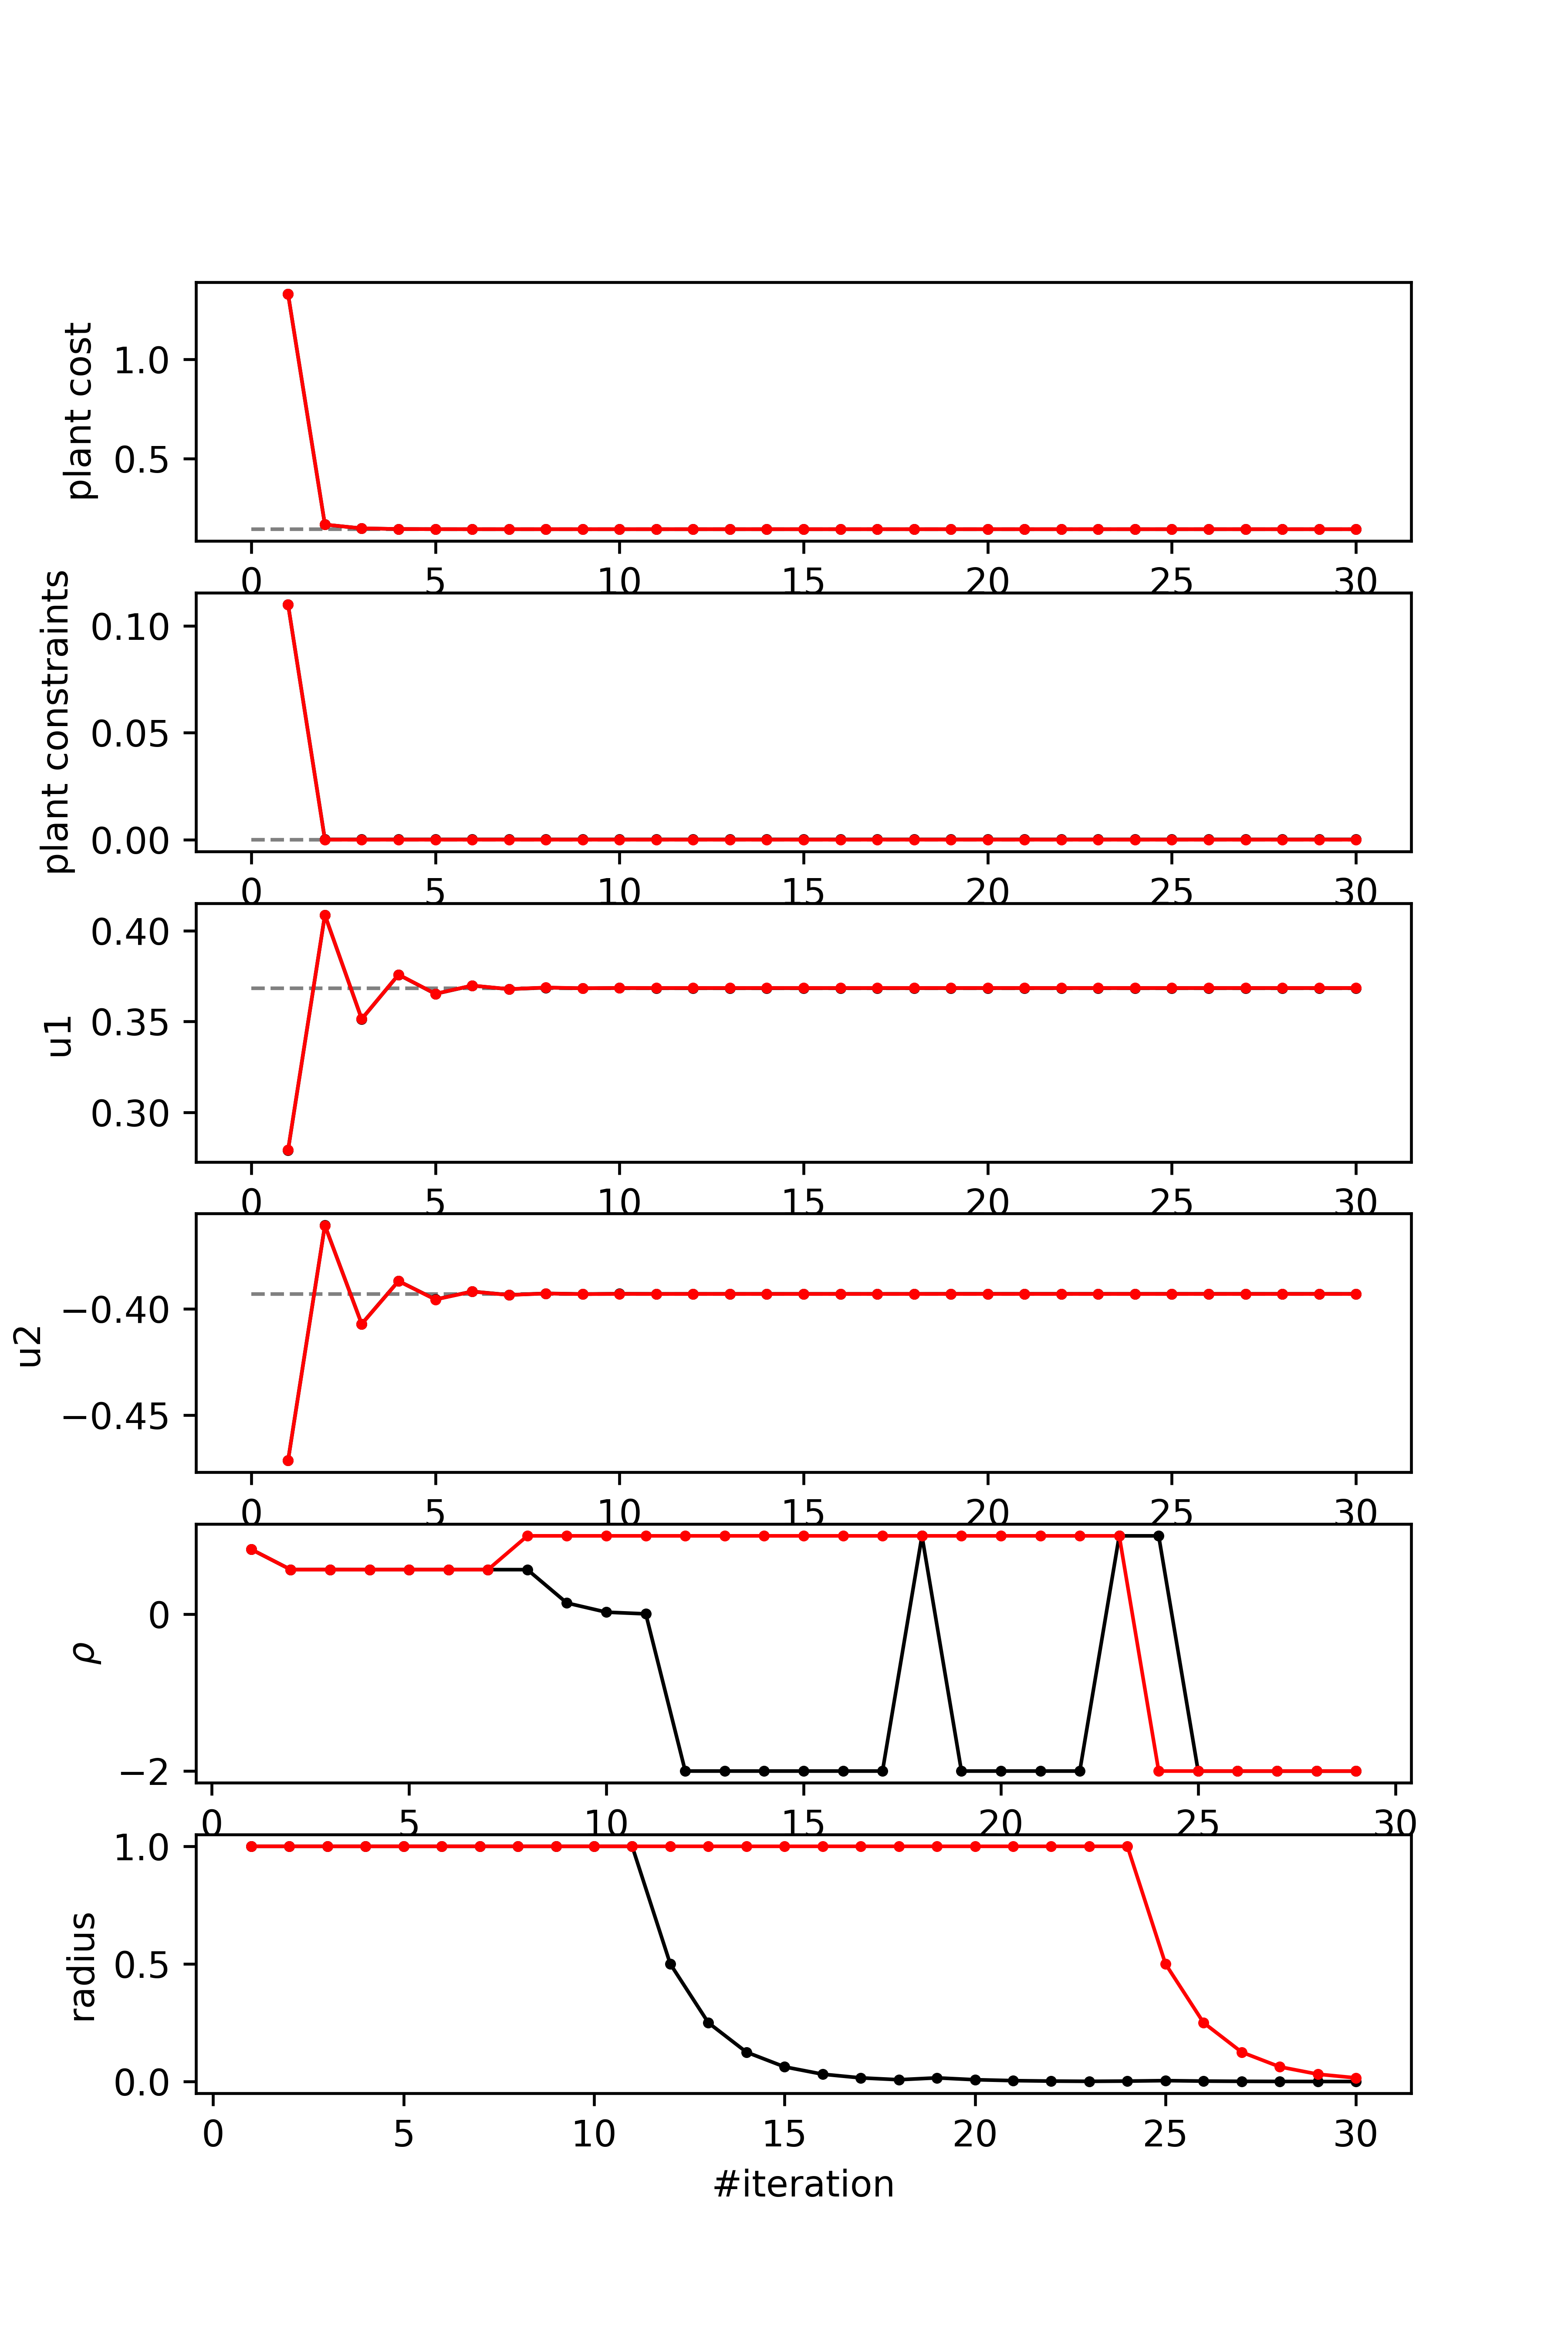 plant cost
1.0
0.5
0 5 10 15 20 25 30
plant constraints
0.10
0.05
0.00
0 5 10 15 20 25 30
u1
0.40
0.35
0.30
0 5 10 15 20 25 30
u2
−0.40
−0.45
0 5 10 15 20 25 30
ρ
0
−2
0 5 10 15 20 25 30
radius
1.0
0.5
0.0
0 5 10 15 20 25 30
#iteration